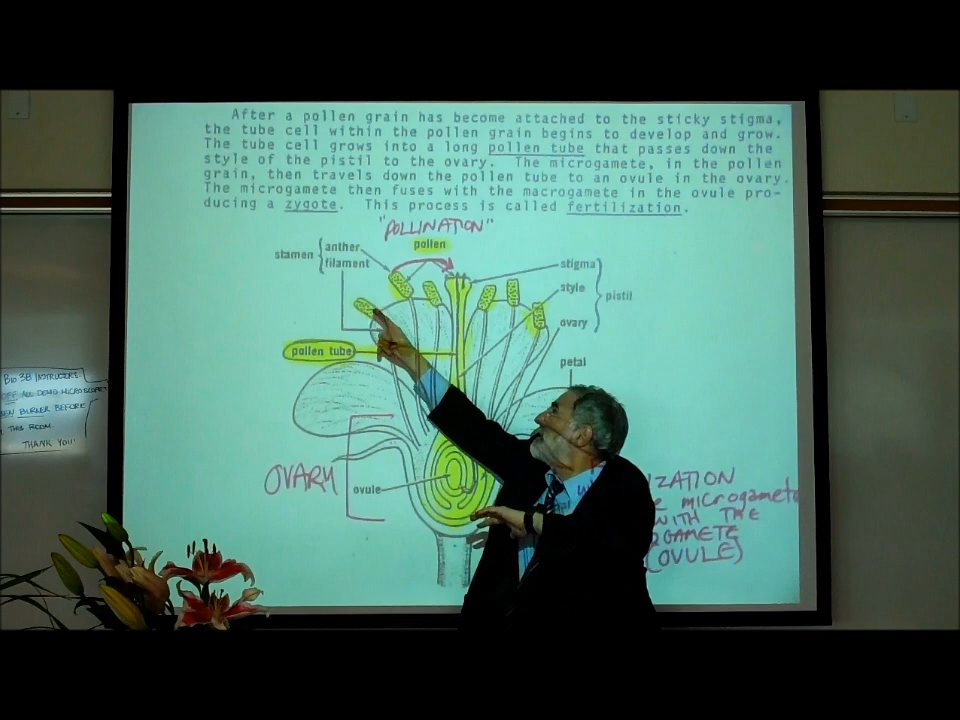 After a pollen grain has become attached to the sticky stigma,
the tube cell within the pollen grain begins to develop and grow.
The tube cell grows into a long pollen tube that passes down the
style of the pistil to the ovary. The microgamete, in the pollen
grain, then travels down the pollen tube to an ovule in the ovary.
The microgamete then fuses with the macrogamete in the ovule pro-
ducing a zygote. This process is called fertilization.
"POLLINATION"
pollen
stamen
anther
filament
stigma
style
pistil
ovary
pollen tube
petal
OVARY
ovule
IZATION
microgamete
WITH THE
GAMETE
(OVULE)
BIO 3B INSTRUCTORS
OFF ALL DEMO MICROSCOPES
BURNER BEFORE
THIS ROOM.
THANK YOU!